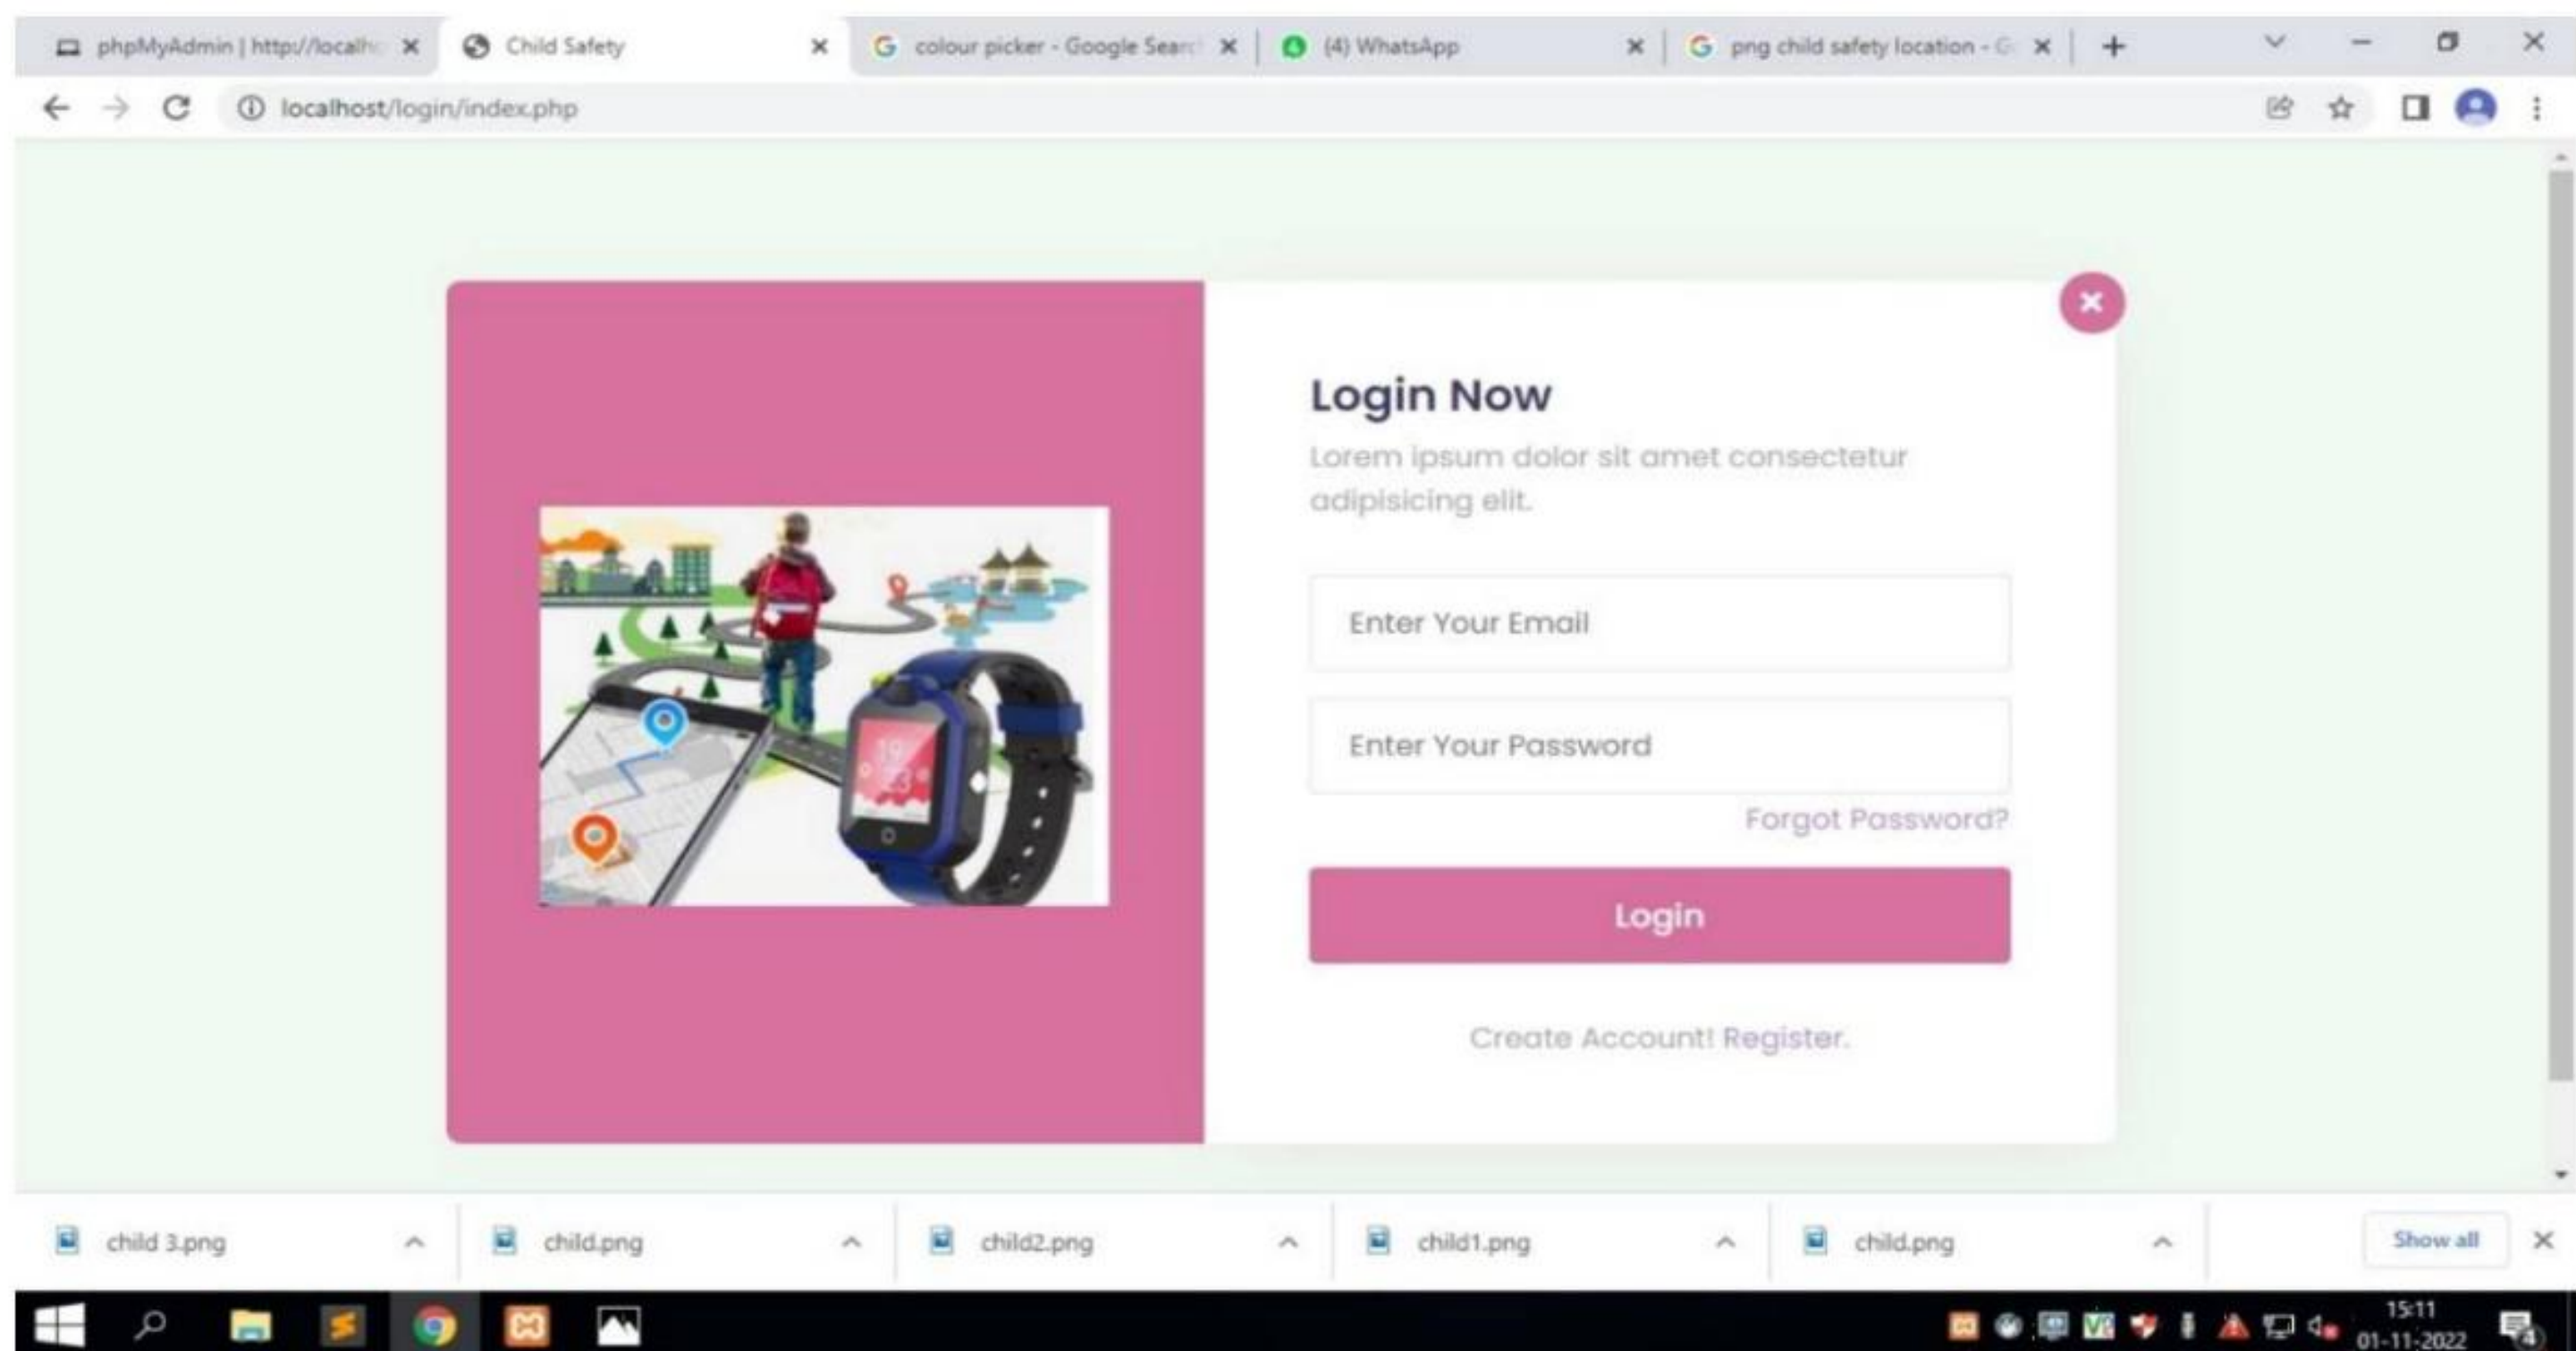 phpMyAdmin | http://localh
Child Safety
colour picker - Google Sear
(4) WhatsApp
png child safety location - G
localhost/login/index.php
Login Now
Lorem ipsum dolor sit amet consectetur
adipisicing elit.
Enter Your Email
Enter Your Password
Forgot Password?
Login
Create Account! Register.
child 3.png
child.png
child2.png
child1.png
child.png
Show all
15:11
01-11-2022
4